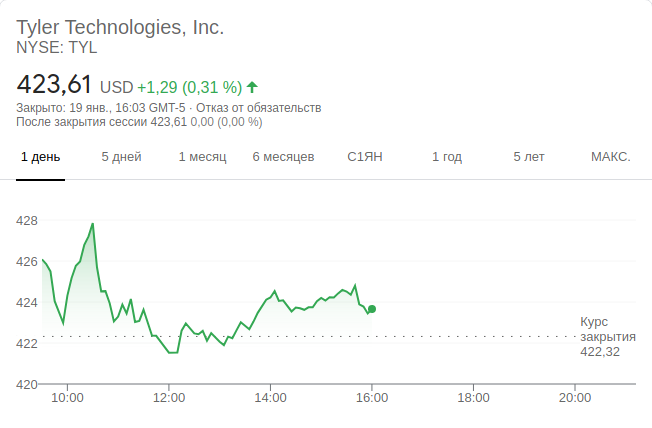 Tyler Technologies, Inc.
NYSE: TYL
423,61 USD +1,29 (0,31 %)
Закрыто: 19 янв., 16:03 GMT-5 · Отказ от обязательств
После закрытия сессии 423,61 0,00 (0,00 %)
1 день 5 дней 1 месяц 6 месяцев С1ЯН 1 год 5 лет МАКС.
428
426
424
422
420
Курс
закрытия
422,32
10:00 12:00 14:00 16:00 18:00 20:00